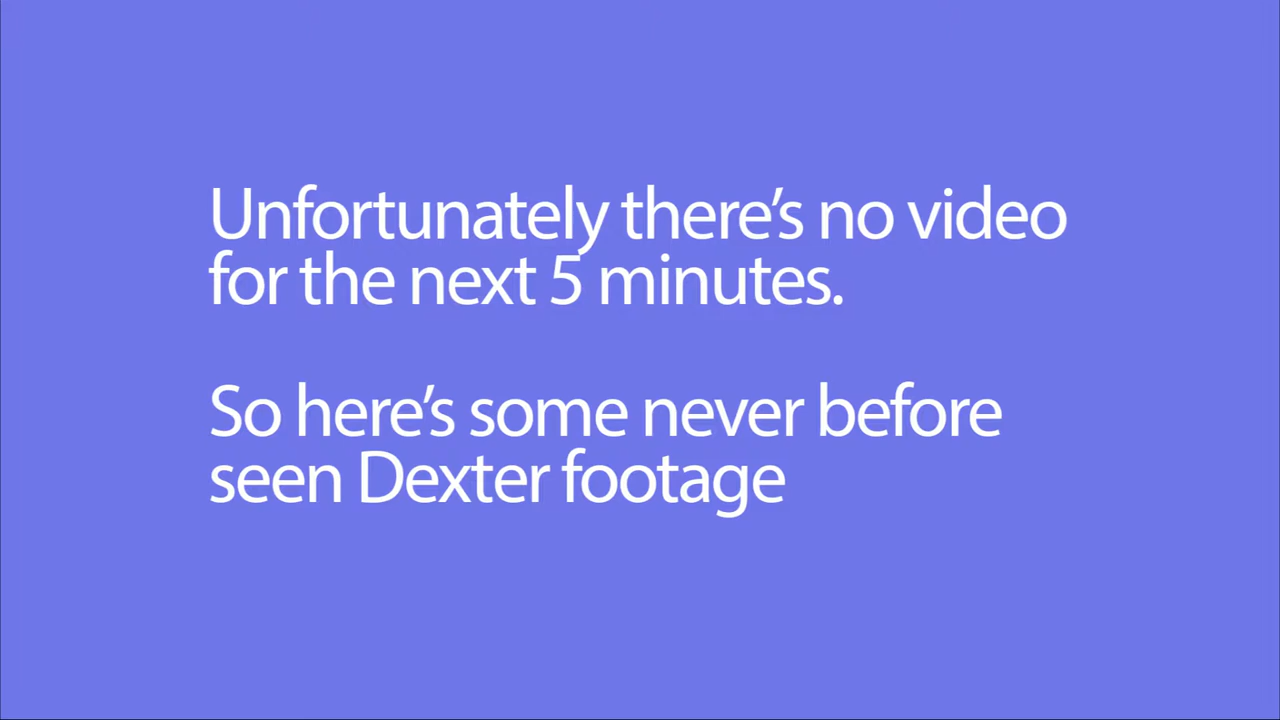 Unfortunately there’s no video
for the next 5 minutes.
So here’s some never before
seen Dexter footage